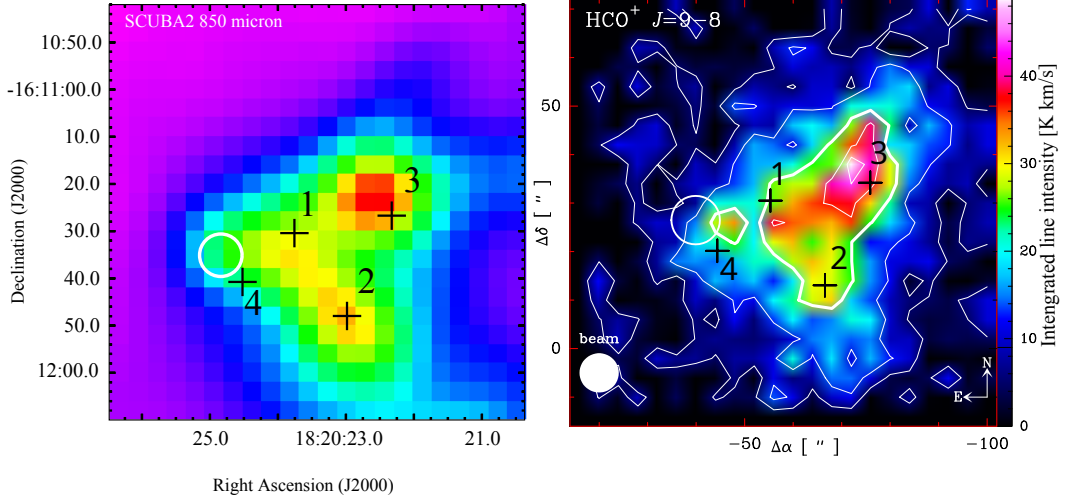 SCUBA2 850 micron
10:50.0
-16:11:00.0
10.0
20.0
30.0
40.0
50.0
12:00.0
Declination (J2000)
1
2
3
4
25.0
18:20:23.0
21.0
Right Ascension (J2000)
HCO+ J=9−8
50
0
Δδ [ ″ ]
1
2
3
4
beam
N
E
−50
−100
Δα [ ″ ]
40
30
20
10
0
Intengrated line intensity [K km/s]